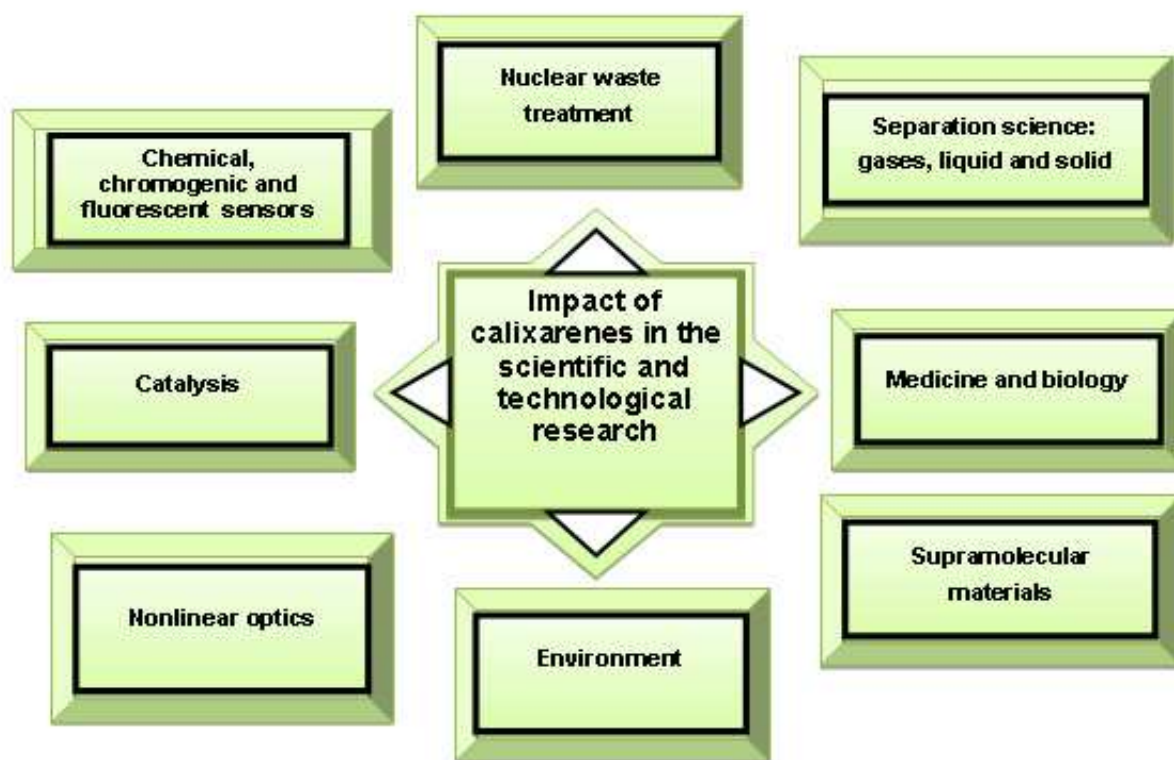 Nuclear waste
treatment
Separation science:
gases, liquid and solid
Chemical,
chromogenic and
fluorescent sensors
Impact of
calixarenes in the
scientific and
technological
research
Catalysis
Medicine and biology
Supramolecular
materials
Nonlinear optics
Environment